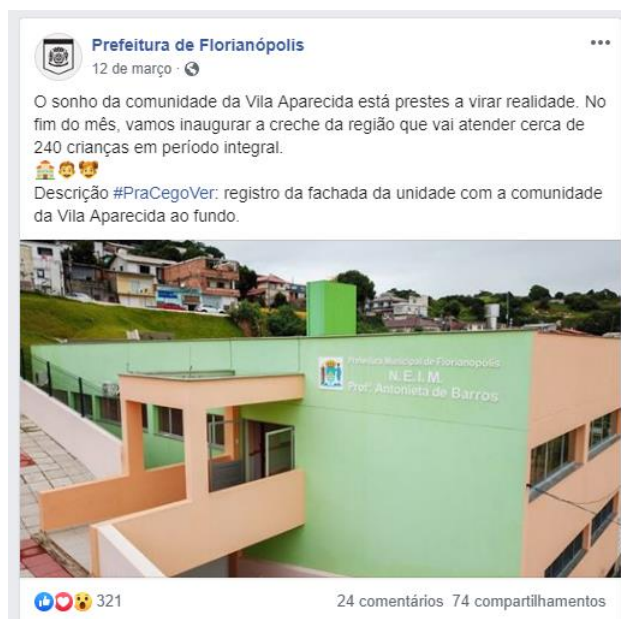 Prefeitura de Florianópolis
12 de março ·
O sonho da comunidade da Vila Aparecida está prestes a virar realidade. No
fim do mês, vamos inaugurar a creche da região que vai atender cerca de
240 crianças em período integral.
Descrição #PraCegoVer: registro da fachada da unidade com a comunidade
da Vila Aparecida ao fundo.
Prefeitura Municipal de Florianópolis
N.E.I.M.
Profª. Antonieta de Barros
321
24 comentários 74 compartilhamentos